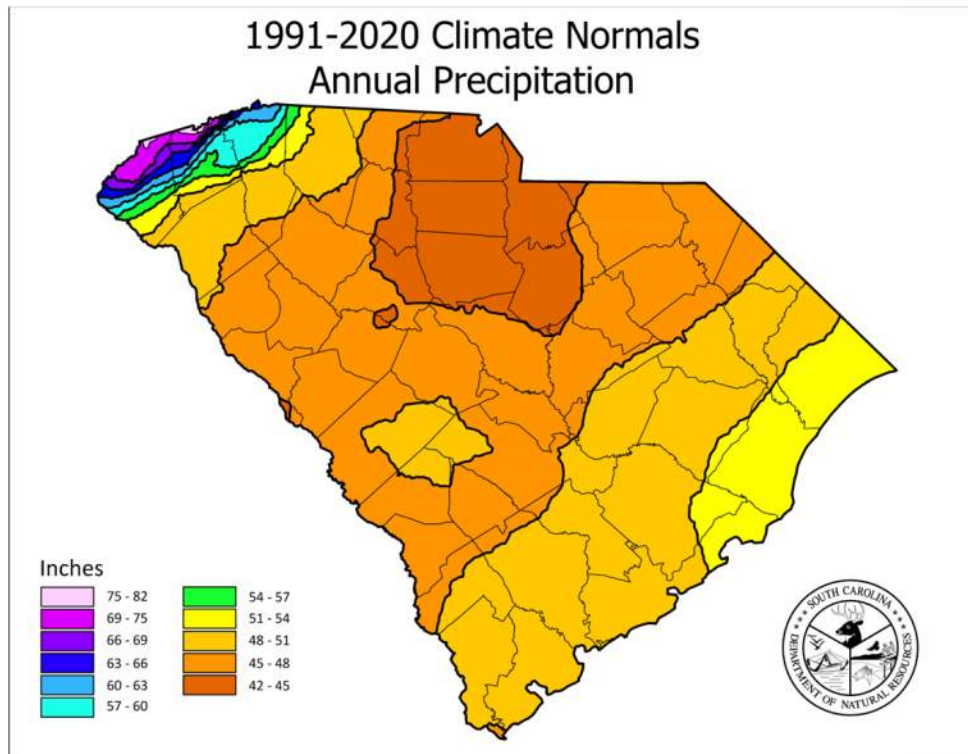 1991-2020 Climate Normals
Annual Precipitation
Inches
75 - 82
69 - 75
66 - 69
63 - 66
60 - 63
57 - 60
54 - 57
51 - 54
48 - 51
45 - 48
42 - 45
SOUTH CAROLINA
DEPARTMENT OF NATURAL RESOURCES